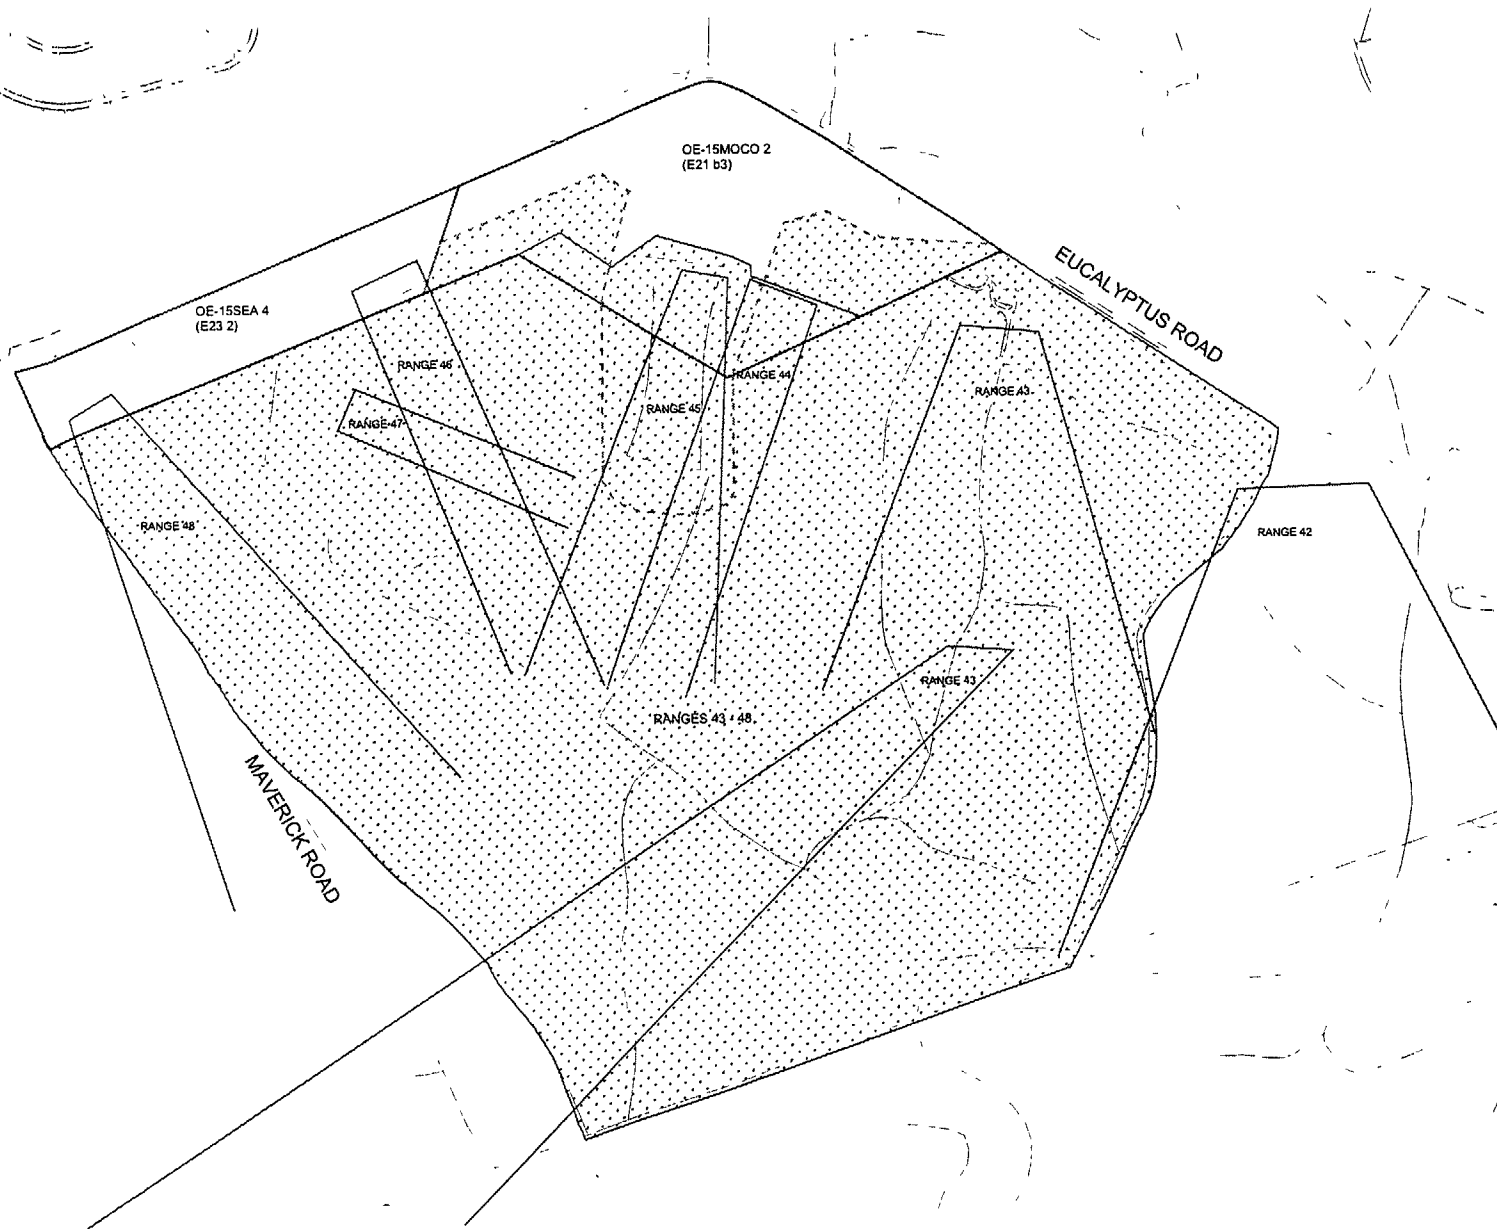 OE-15MOCO 2
(E21 b3)
EUCALYPTUS ROAD
OE-15SEA 4
(E23 2)
RANGE 46
RANGE 44
RANGE 43
RANGE 45
RANGE 47
RANGE 48
RANGE 42
RANGE 43
RANGES 43 - 48
MAVERICK ROAD